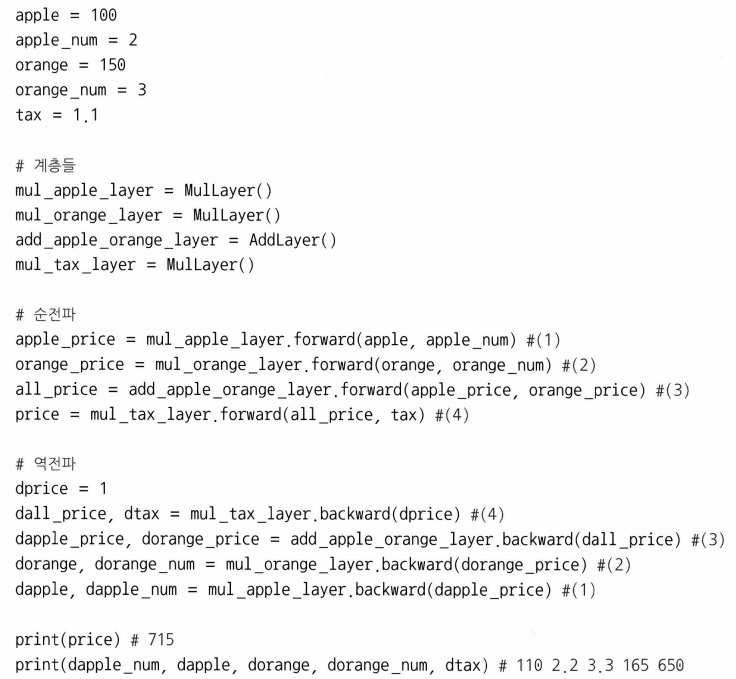 apple = 100
apple_num = 2
orange = 150
orange_num = 3
tax = 1.1
# 계층들
mul_apple_layer = MulLayer()
mul_orange_layer = MulLayer()
add_apple_orange_layer = AddLayer()
mul_tax_layer = MulLayer()
# 순전파
apple_price = mul_apple_layer.forward(apple, apple_num) #(1)
orange_price = mul_orange_layer.forward(orange, orange_num) #(2)
all_price = add_apple_orange_layer.forward(apple_price, orange_price) #(3)
price = mul_tax_layer.forward(all_price, tax) #(4)
# 역전파
dprice = 1
dall_price, dtax = mul_tax_layer.backward(dprice) #(4)
dapple_price, dorange_price = add_apple_orange_layer.backward(dall_price) #(3)
dorange, dorange_num = mul_orange_layer.backward(dorange_price) #(2)
dapple, dapple_num = mul_apple_layer.backward(dapple_price) #(1)
print(price) # 715
print(dapple_num, dapple, dorange, dorange_num, dtax) # 110 2.2 3.3 165 650